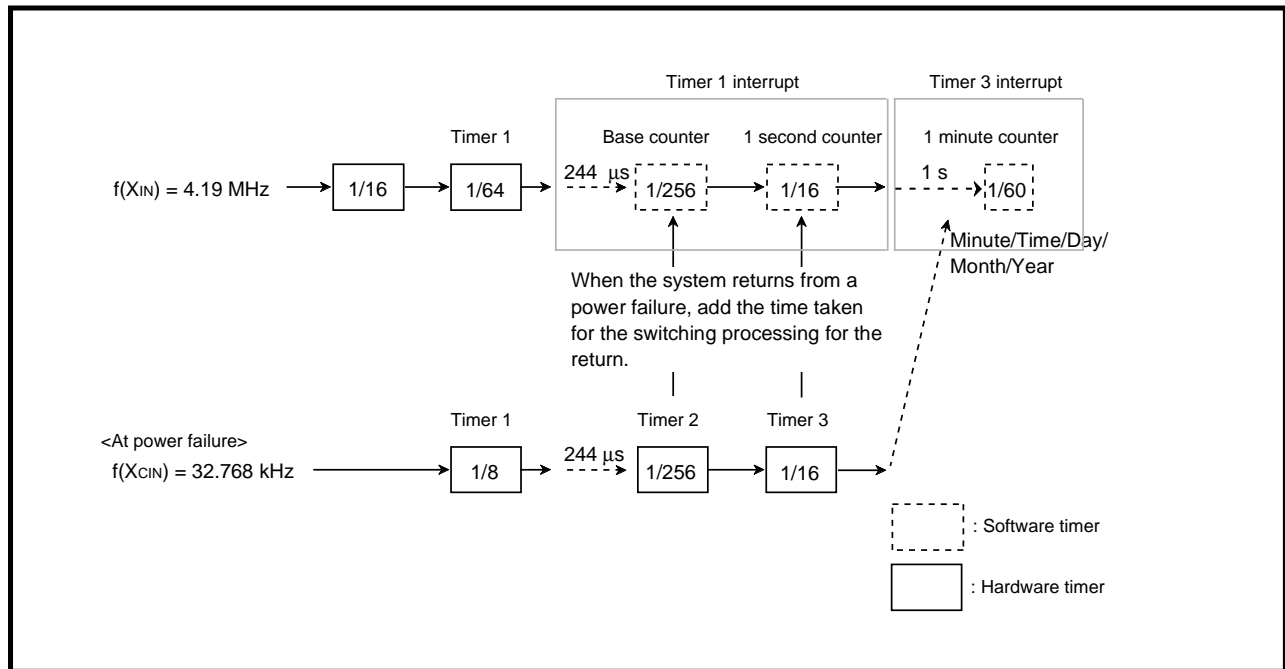 Timer 1 interrupt
Timer 3 interrupt
Timer 1
Base counter
1 second counter
1 minute counter
f(XIN) = 4.19 MHz
1/16
1/64
244 μs
1/256
1/16
1 s
1/60
Minute/Time/Day/
Month/Year
When the system returns from a
power failure, add the time taken
for the switching processing for the
return.
Timer 1
Timer 2
Timer 3
<At power failure>
f(XCIN) = 32.768 kHz
1/8
244 μs
1/256
1/16
: Software timer
: Hardware timer